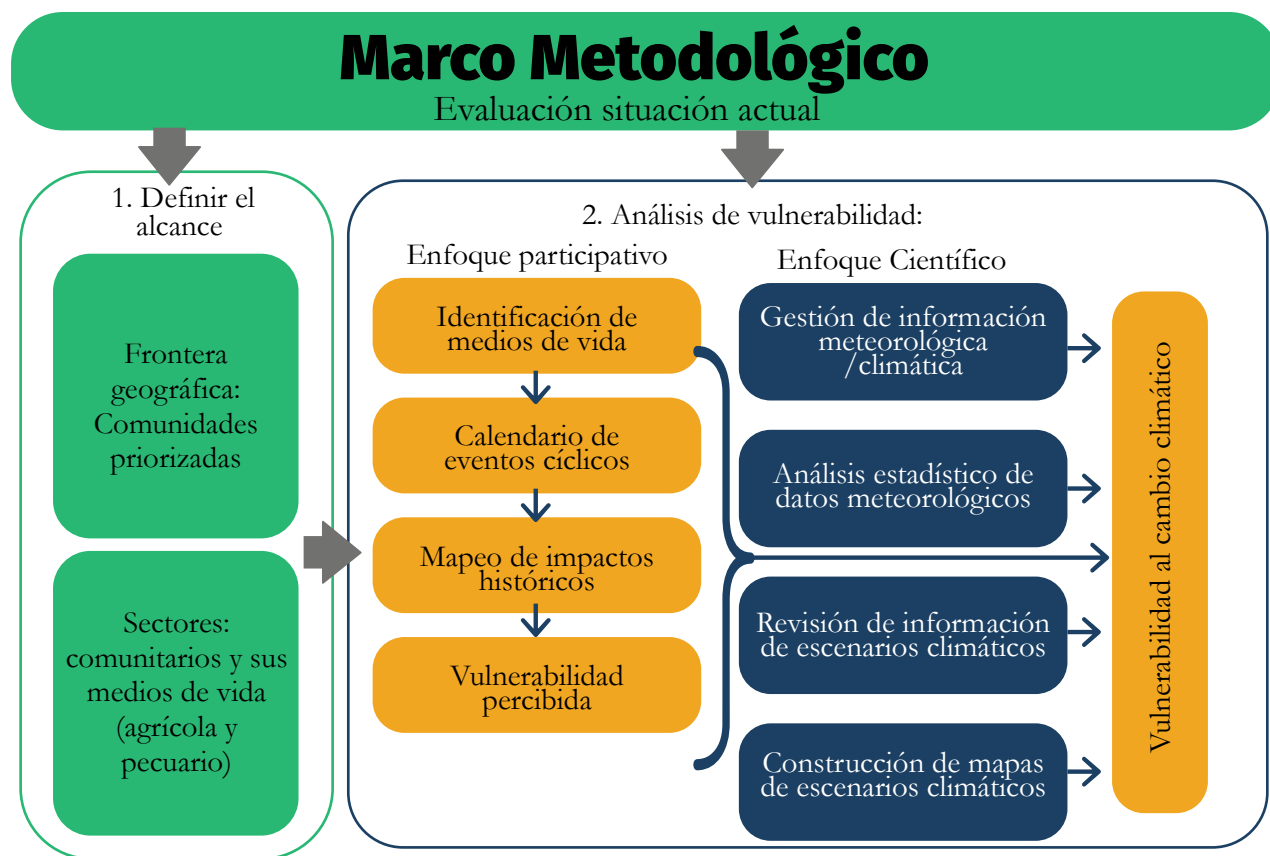 Marco Metodológico
Evaluación situación actual
1. Definir el
alcance
Frontera
geográfica:
Comunidades
priorizadas
Sectores:
comunitarios y sus
medios de vida
(agrícola y
pecuario)
2. Análisis de vulnerabilidad:
Enfoque participativo
Identificación de
medios de vida
Calendario de
eventos cíclicos
Mapeo de impactos
históricos
Vulnerabilidad
percibida
Enfoque Científico
Gestión de información
meteorológica
/climática
Análisis estadístico de
datos meteorológicos
Revisión de información
de escenarios climáticos
Construcción de mapas
de escenarios climáticos
Vulnerabilidad al cambio climático